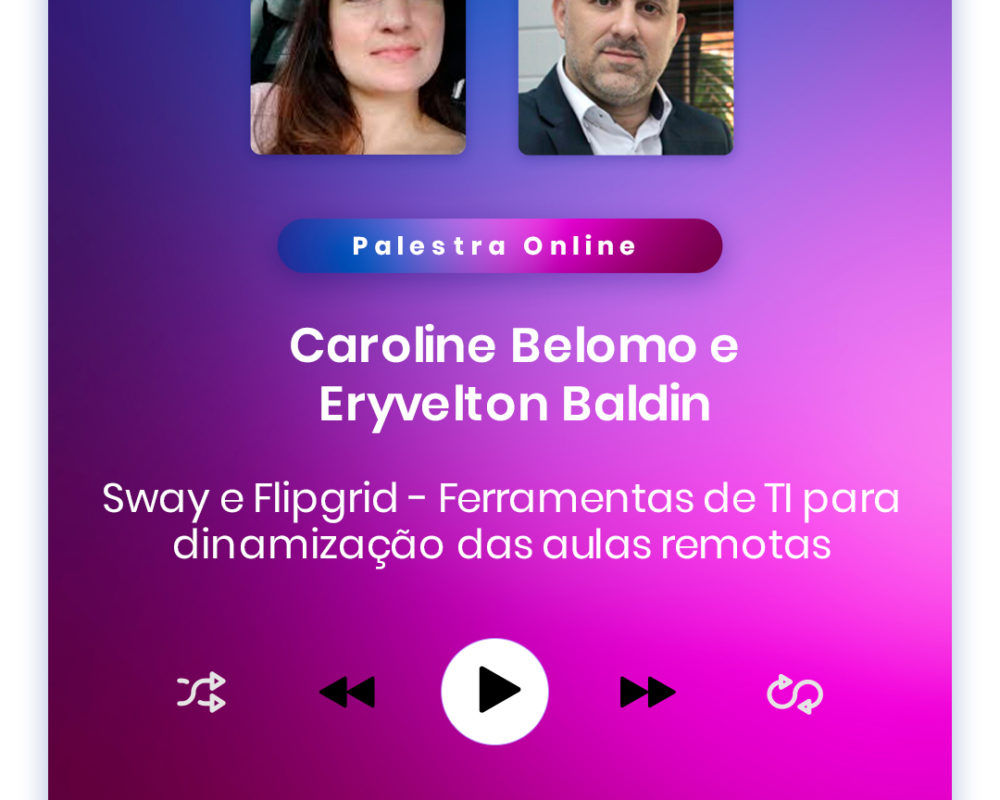 Palestra Online
Caroline Belomo e
Eryvelton Baldin
Sway e Flipgrid - Ferramentas de TI para
dinamização das aulas remotas